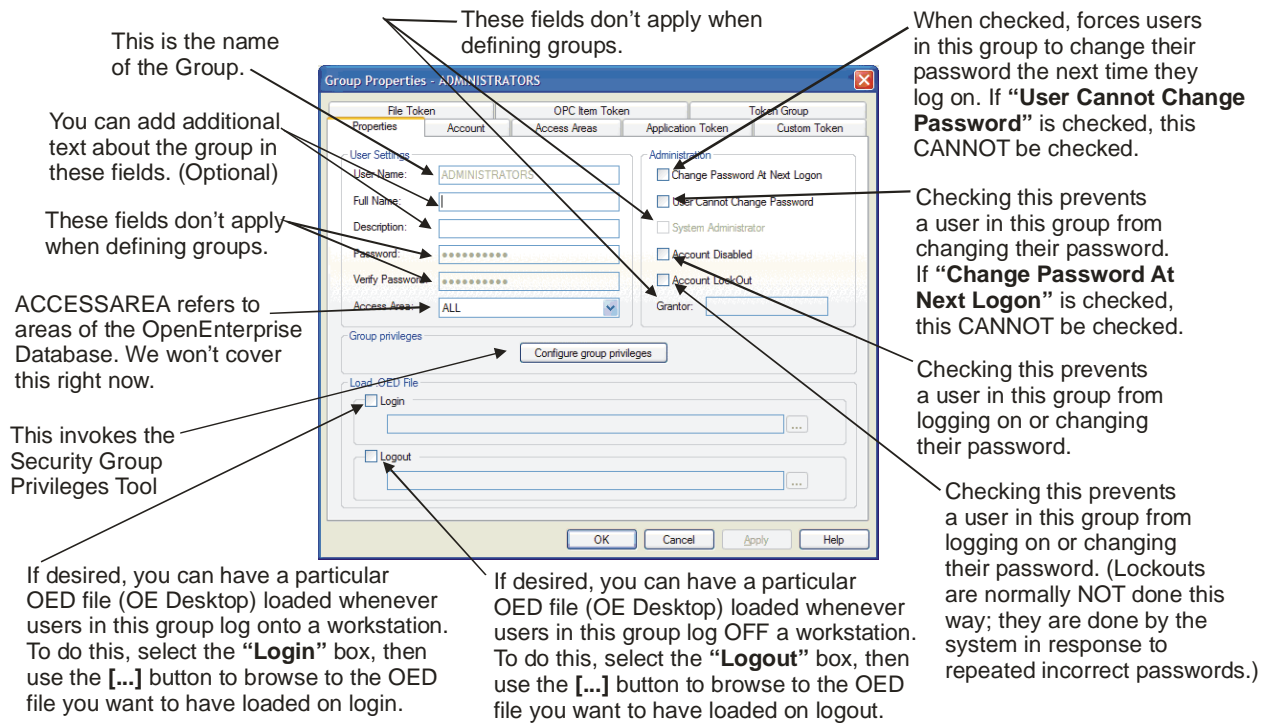 This is the name
of the Group.
These fields don’t apply when
defining groups.
When checked, forces users
in this group to change their
password the next time they
log on. If “User Cannot Change
Password” is checked, this
CANNOT be checked.
You can add additional
text about the group in
these fields. (Optional)
These fields don’t apply
when defining groups.
ACCESSAREA refers to
areas of the OpenEnterprise
Database. We won’t cover
this right now.
This invokes the
Security Group
Privileges Tool
Group Properties - ADMINISTRATORS
File Token
OPC Item Token
Token Group
Properties
Account
Access Areas
Application Token
Custom Token
User Settings
User Name:
ADMINISTRATORS
Full Name:
Description:
Password:
Verify Password:
Access Area:
ALL
Administration
Change Password At Next Logon
User Cannot Change Password
System Administrator
Account Disabled
Account LockOut
Grantor:
Group privileges
Configure group privileges
Load .OED File
Login
...
Logout
...
OK
Cancel
Apply
Help
Checking this prevents
a user in this group from
changing their password.
If “Change Password At
Next Logon” is checked,
this CANNOT be checked.
Checking this prevents
a user in this group from
logging on or changing
their password.
Checking this prevents
a user in this group from
logging on or changing
their password. (Lockouts
are normally NOT done this
way; they are done by the
system in response to
repeated incorrect passwords.)
If desired, you can have a particular
OED file (OE Desktop) loaded whenever
users in this group log onto a workstation.
To do this, select the “Login” box, then
use the [...] button to browse to the OED
file you want to have loaded on login.
If desired, you can have a particular
OED file (OE Desktop) loaded whenever
users in this group log OFF a workstation.
To do this, select the “Logout” box, then
use the [...] button to browse to the OED
file you want to have loaded on logout.